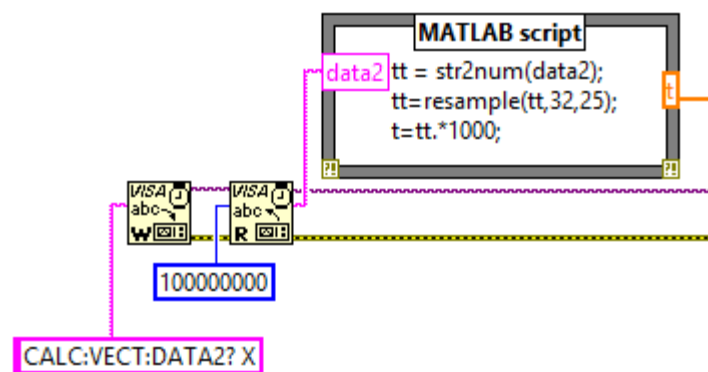 MATLAB script
data2
tt = str2num(data2);
tt=resample(tt,32,25);
t=tt.*1000;
t
VISA
abc
W
VISA
abc
R
100000000
CALC:VECT:DATA2? X